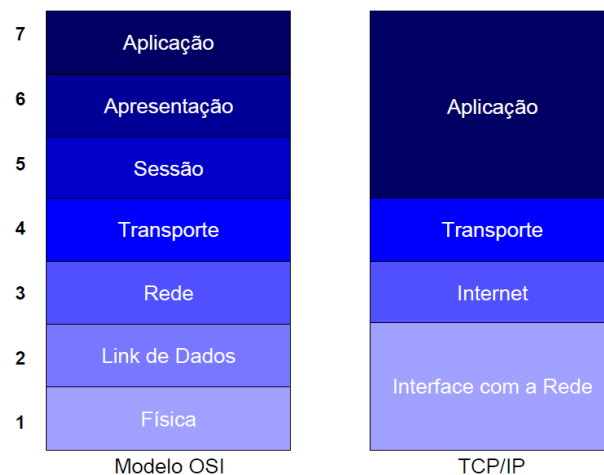 7
Aplicação
6
Apresentação
5
Sessão
4
Transporte
3
Rede
2
Link de Dados
1
Física
Modelo OSI
Aplicação
Transporte
Internet
Interface com a Rede
TCP/IP